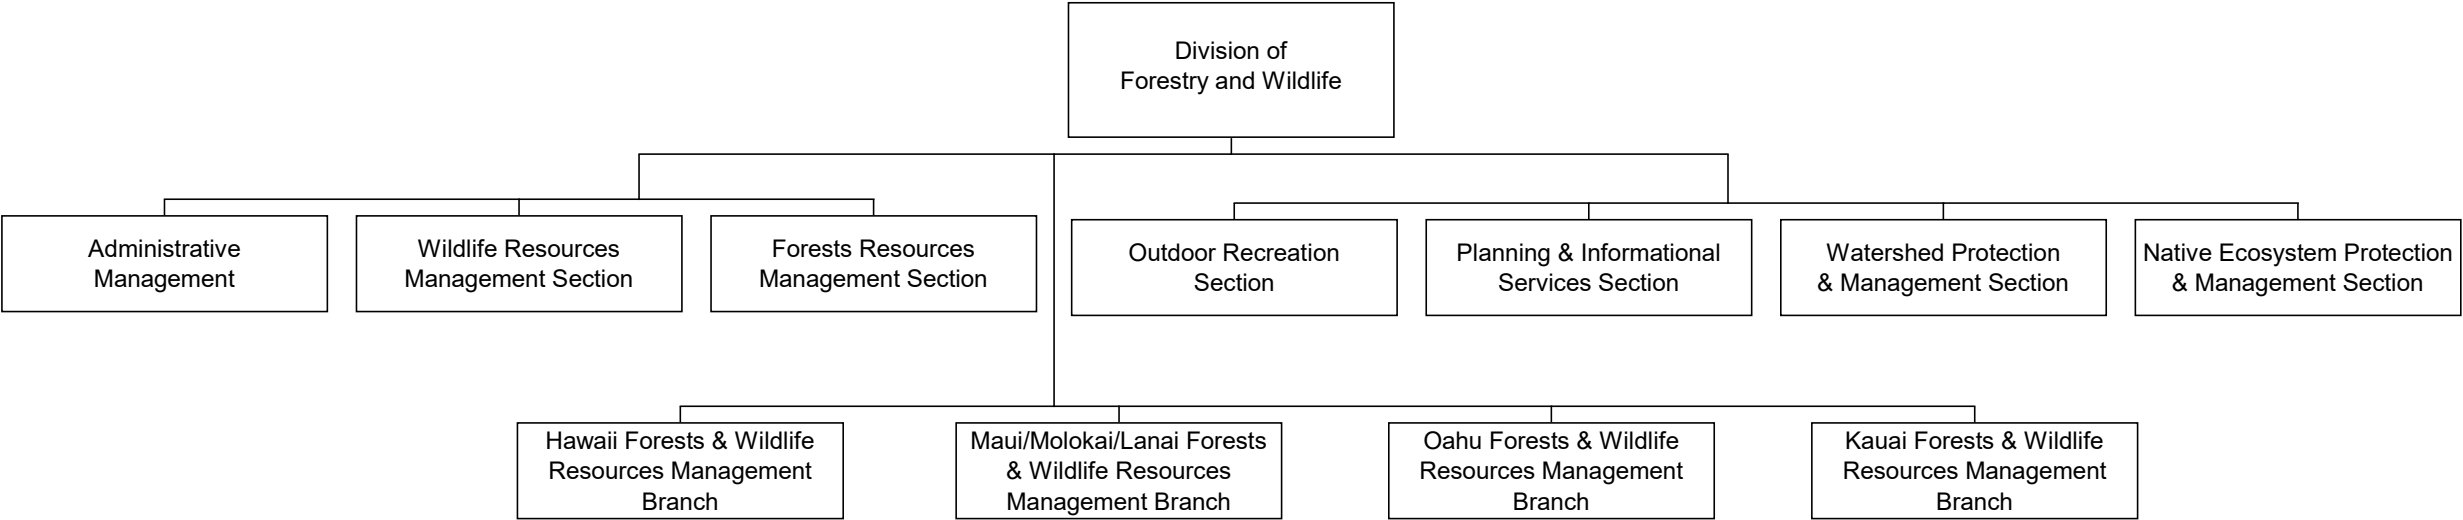 Division of
Forestry and Wildlife
Administrative
Management
Wildlife Resources
Management Section
Forests Resources
Management Section
Outdoor Recreation
Section
Planning & Informational
Services Section
Watershed Protection
& Management Section
Native Ecosystem Protection
& Management Section
Hawaii Forests & Wildlife
Resources Management
Branch
Maui/Molokai/Lanai Forests
& Wildlife Resources
Management Branch
Oahu Forests & Wildlife
Resources Management
Branch
Kauai Forests & Wildlife
Resources Management
Branch